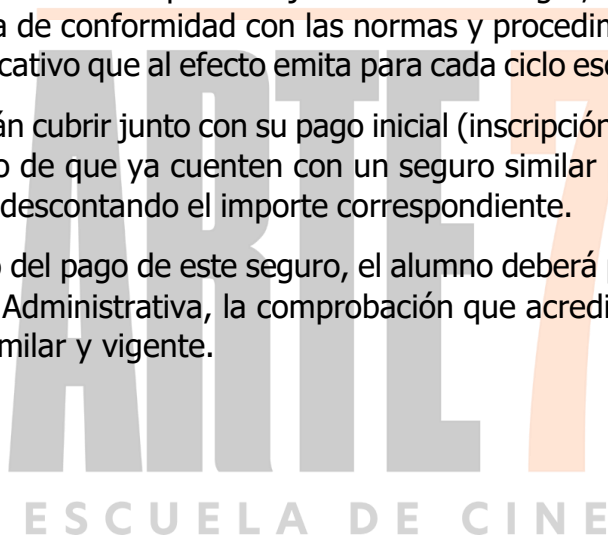 a de conformidad con las normas y procedim
cativo que al efecto emita para cada ciclo esc
án cubrir junto con su pago inicial (inscripción
o de que ya cuenten con un seguro similar
descontando el importe correspondiente.
o del pago de este seguro, el alumno deberá p
Administrativa, la comprobación que acredi
milar y vigente.
ARTE7
ESCUELA DE CINE